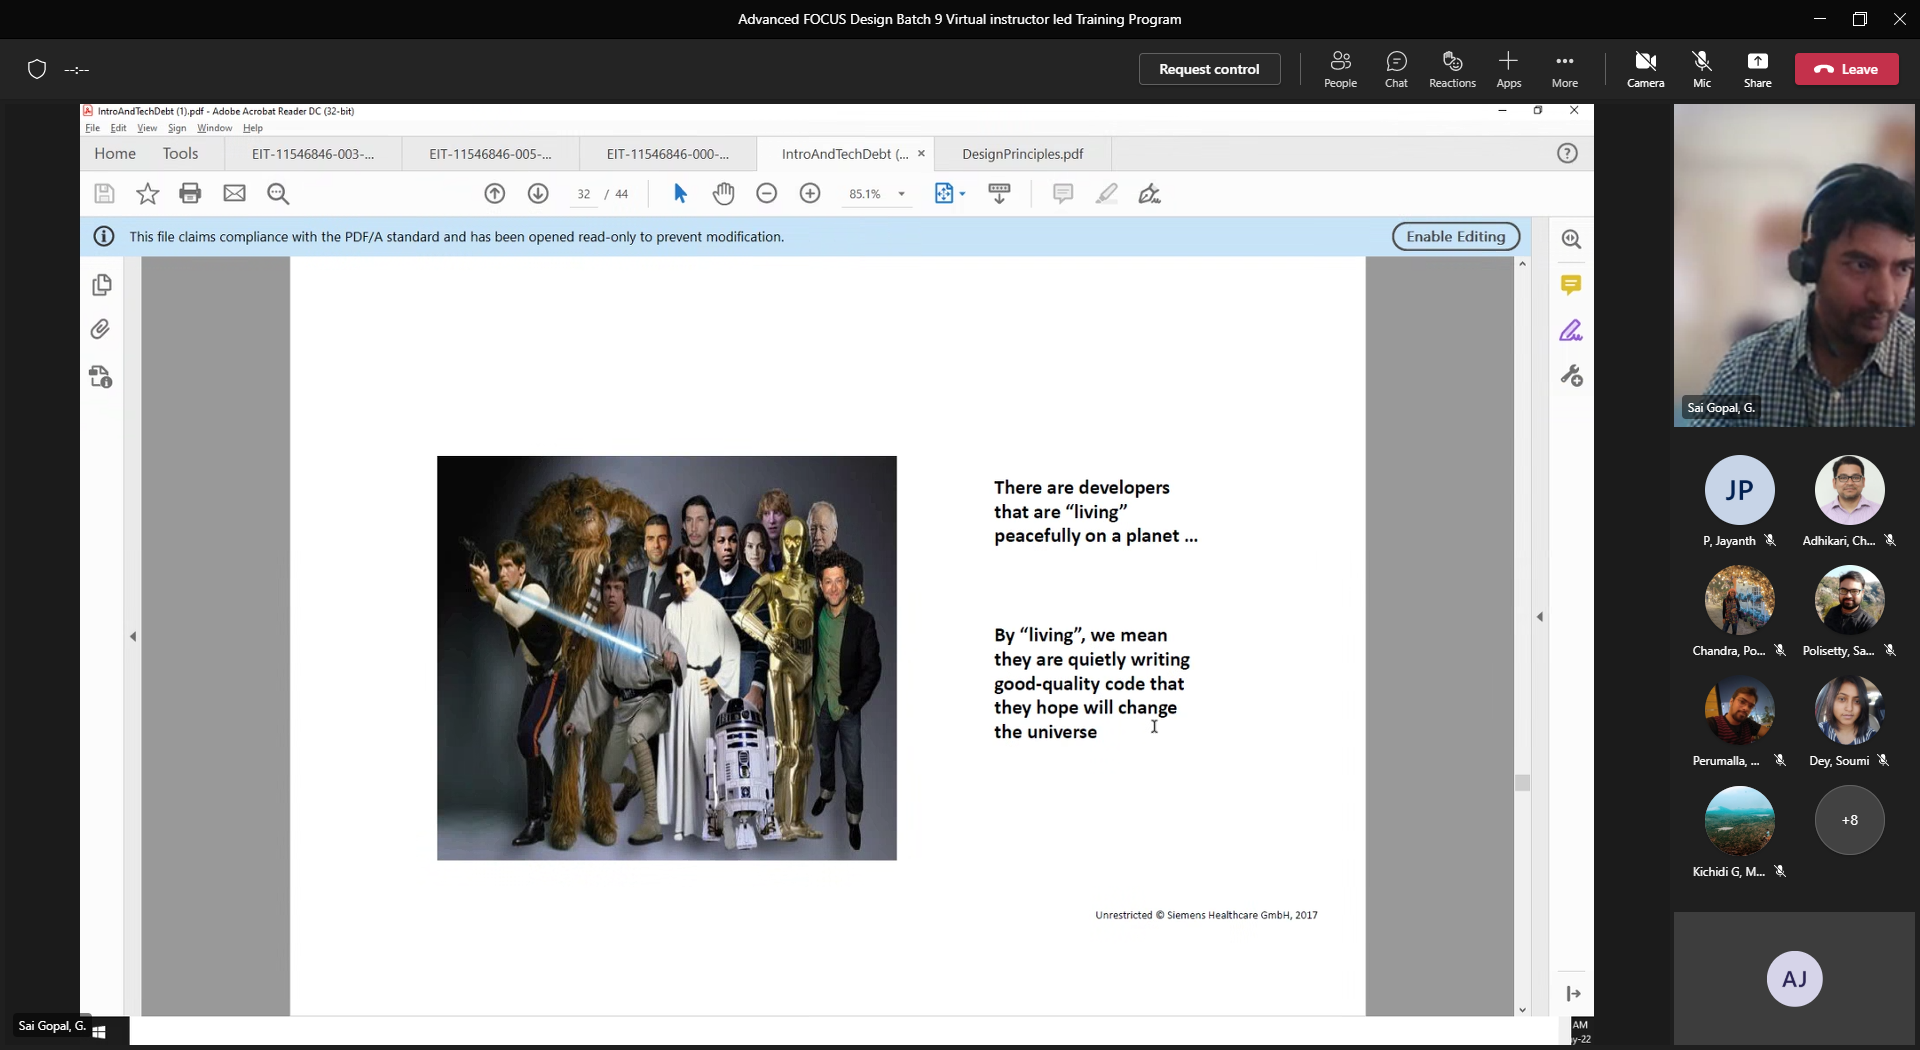 Advanced FOCUS Design Batch 9 Virtual instructor led Training Program
--:--
Request control
People
Chat
Reactions
Apps
More
Camera
Mic
Share
Leave
IntroAndTechDebt (1).pdf - Adobe Acrobat Reader DC (32-bit)
File Edit View Sign Window Help
Home
Tools
EIT-11546846-003-...
EIT-11546846-005-...
EIT-11546846-000-...
IntroAndTechDebt (...
DesignPrinciples.pdf
32 / 44
85.1%
This file claims compliance with the PDF/A standard and has been opened read-only to prevent modification.
Enable Editing
There are developers
that are “living”
peacefully on a planet ...
By “living”, we mean
they are quietly writing
good-quality code that
they hope will change
the universe
Unrestricted © Siemens Healthcare GmbH, 2017
Sai Gopal, G.
JP
P, Jayanth
Adhikari, Ch...
Chandra, Po...
Polisetty, Sa...
Perumalla, ...
Dey, Soumi
Kichidi G, M...
+8
AJ
Sai Gopal, G.
AM
y-22